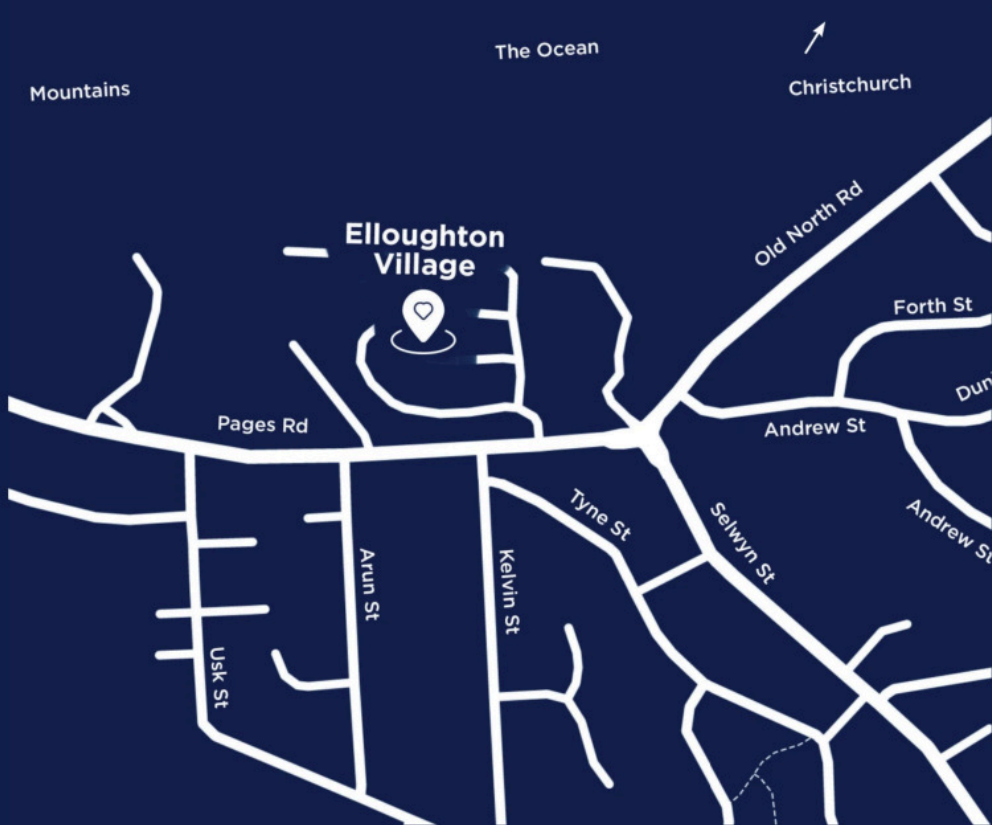 The Ocean
Mountains
Christchurch
Old North Rd
Elloughton
Village
Forth St
Pages Rd
Andrew St
Tyne St
Selwyn St
Andrew St
Arun St
Kelvin St
Usk St